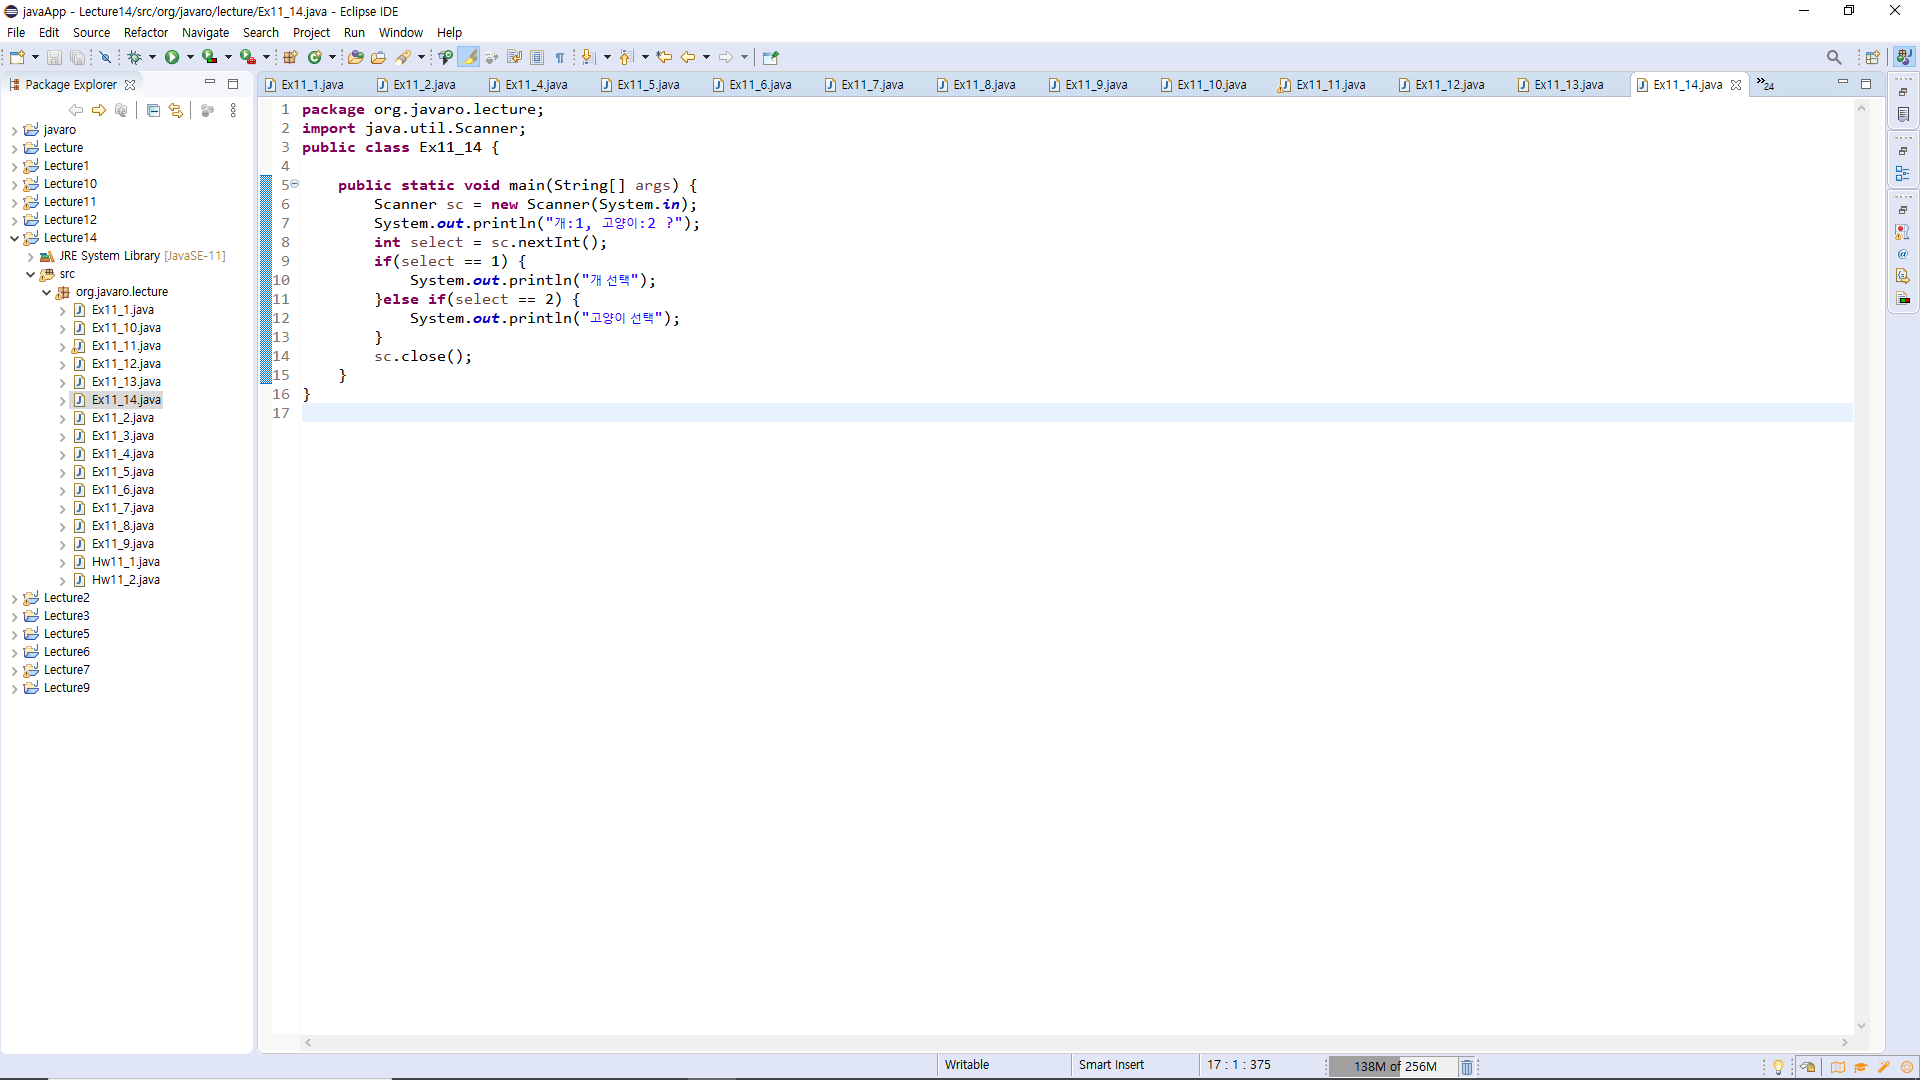 javaApp - Lecture14/src/org/javaro/lecture/Ex11_14.java - Eclipse IDE
File Edit Source Refactor Navigate Search Project Run Window Help
Package Explorer
Ex11_1.java Ex11_2.java Ex11_4.java Ex11_5.java Ex11_6.java Ex11_7.java Ex11_8.java Ex11_9.java Ex11_10.java Ex11_11.java Ex11_12.java Ex11_13.java Ex11_14.java »24
javaro
Lecture
Lecture1
Lecture10
Lecture11
Lecture12
Lecture14
JRE System Library [JavaSE-11]
src
org.javaro.lecture
Ex11_1.java
Ex11_10.java
Ex11_11.java
Ex11_12.java
Ex11_13.java
Ex11_14.java
Ex11_2.java
Ex11_3.java
Ex11_4.java
Ex11_5.java
Ex11_6.java
Ex11_7.java
Ex11_8.java
Ex11_9.java
Hw11_1.java
Hw11_2.java
Lecture2
Lecture3
Lecture5
Lecture6
Lecture7
Lecture9
1 package org.javaro.lecture;
2 import java.util.Scanner;
3 public class Ex11_14 {
4
5 public static void main(String[] args) {
6 Scanner sc = new Scanner(System.in);
7 System.out.println("개:1, 고양이:2 ?");
8 int select = sc.nextInt();
9 if(select == 1) {
10 System.out.println("개 선택");
11 }else if(select == 2) {
12 System.out.println("고양이 선택");
13 }
14 sc.close();
15 }
16 }
17
Writable Smart Insert 17 : 1 : 375 138M of 256M